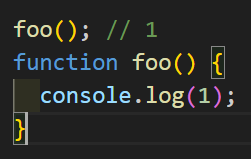 foo(); // 1
function foo() {
  console.log(1);
}